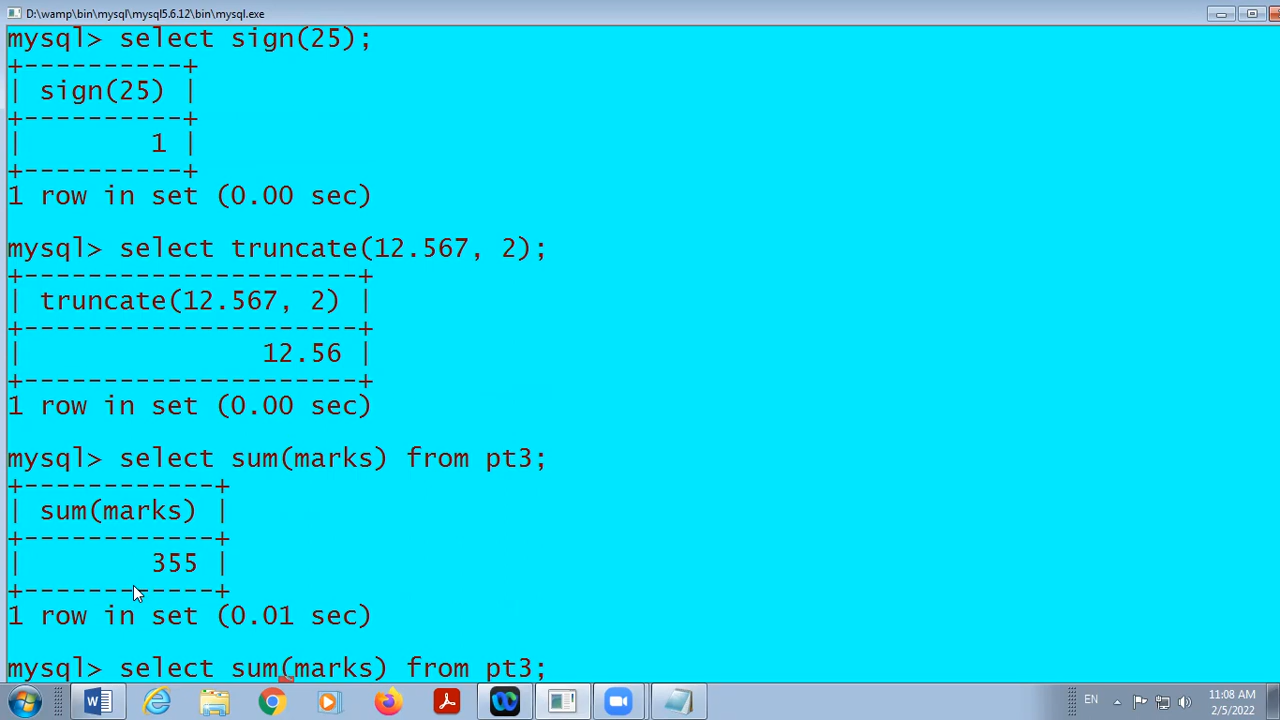 D:\wamp\bin\mysql\mysql5.6.12\bin\mysql.exe
mysql> select sign(25);
+----------+
| sign(25) |
+----------+
|        1 |
+----------+
1 row in set (0.00 sec)
mysql> select truncate(12.567, 2);
+---------------------+
| truncate(12.567, 2) |
+---------------------+
|               12.56 |
+---------------------+
1 row in set (0.00 sec)
mysql> select sum(marks) from pt3;
+------------+
| sum(marks) |
+------------+
|        355 |
+------------+
1 row in set (0.01 sec)
mysql> select sum(marks) from pt3;
EN
11:08 AM
2/5/2022